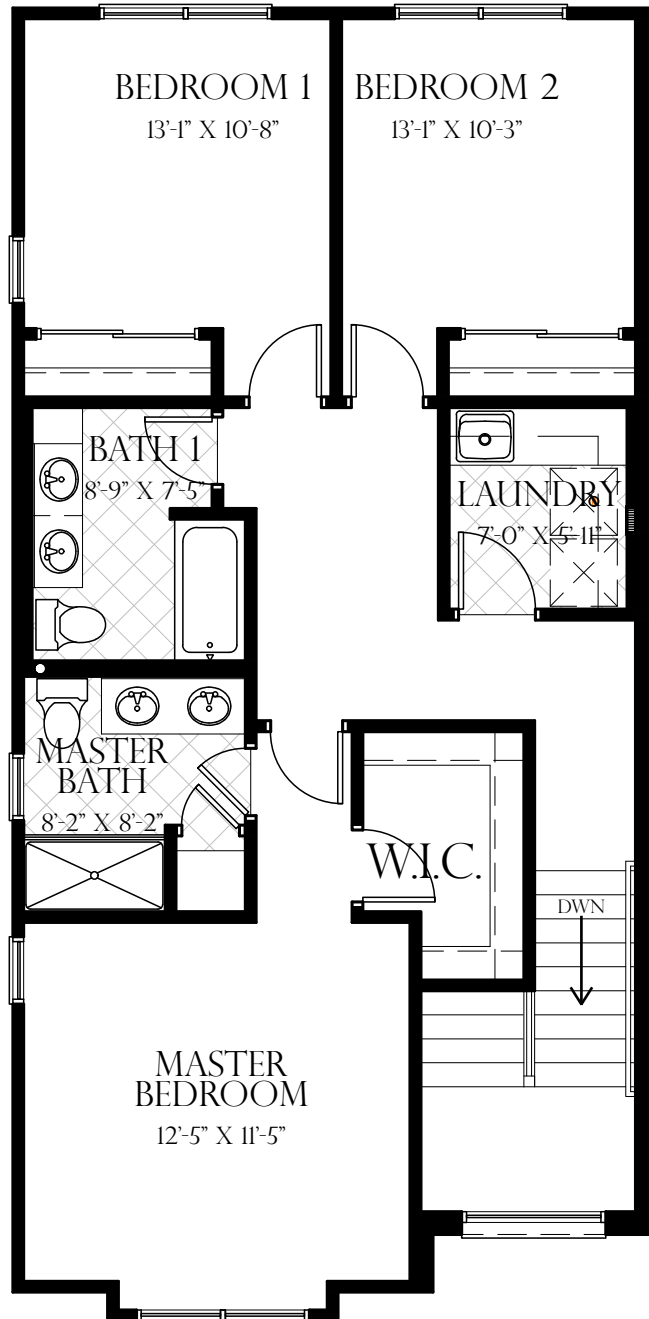 BEDROOM 1
13'-1" X 10'-8"
BEDROOM 2
13'-1" X 10'-3"
BATH 1
8'-9" X 7'-5"
LAUNDRY
7'-0" X 5'-11"
MASTER
BATH
8'-2" X 8'-2"
W.I.C.
DWN
MASTER
BEDROOM
12'-5" X 11'-5"